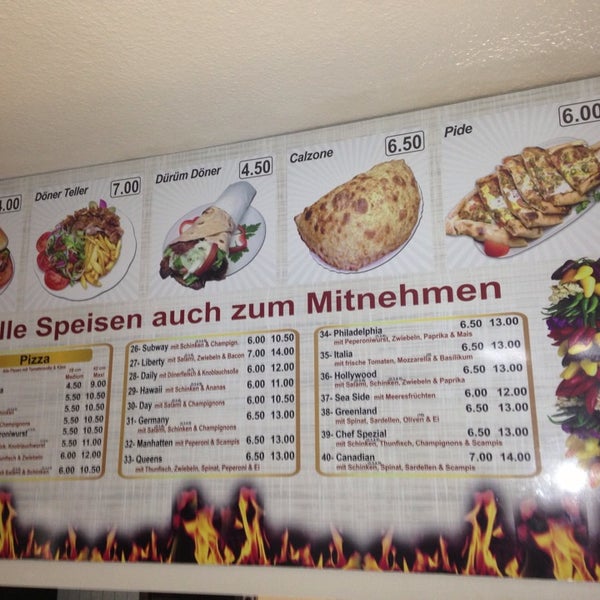 4.00
Döner Teller 7.00
Dürüm Döner 4.50
Calzone 6.50
Pide 6.00
lle Speisen auch zum Mitnehmen
Pizza
4.50 9.00
5.50 10.50
5.50 10.50
5.50 10.50
5.50 11.00
6.00 12.00
6.00 10.50
26- Subway 6.00 10.50
mit Schinken & Champign.
27- Liberty 7.00 14.00
mit Salami, Zwiebeln & Bacon
28- Daily 6.00 12.00
mit Dönerfleisch & Knoblauchsoße
29- Hawaii 6.00 12.00
mit Schinken & Ananas
30- Day 6.00 12.00
mit Salami & Champignons
31- Germany 6.50 13.00
mit Salami, Schinken & Champignons
32- Manhatten 6.50 13.00
mit Peperoni & Scampis
33- Queens 6.50 13.00
mit Thunfisch, Zwiebeln, Spinat, Peperoni & Ei
34- Philadelphia 6.50 13.00
mit Peperoniwurst, Zwiebeln, Paprika & Mais
35- Italia 6.50 13.00
mit frische Tomaten, Mozzarella & Basilikum
36- Hollywood 6.50 13.00
mit Salami, Schinken, Zwiebeln & Paprika
37- Sea Side 6.50 13.00
mit Meeresfrüchten
38- Greenland 6.50 13.00
mit Spinat, Sardellen, Oliven & Ei
39- Chef Spezial 6.50 13.00
mit Schinken, Thunfisch, Champignons & Scampis
40- Canadian 7.00 14.00
mit Schinken, Spinat, Sardellen & Scampis